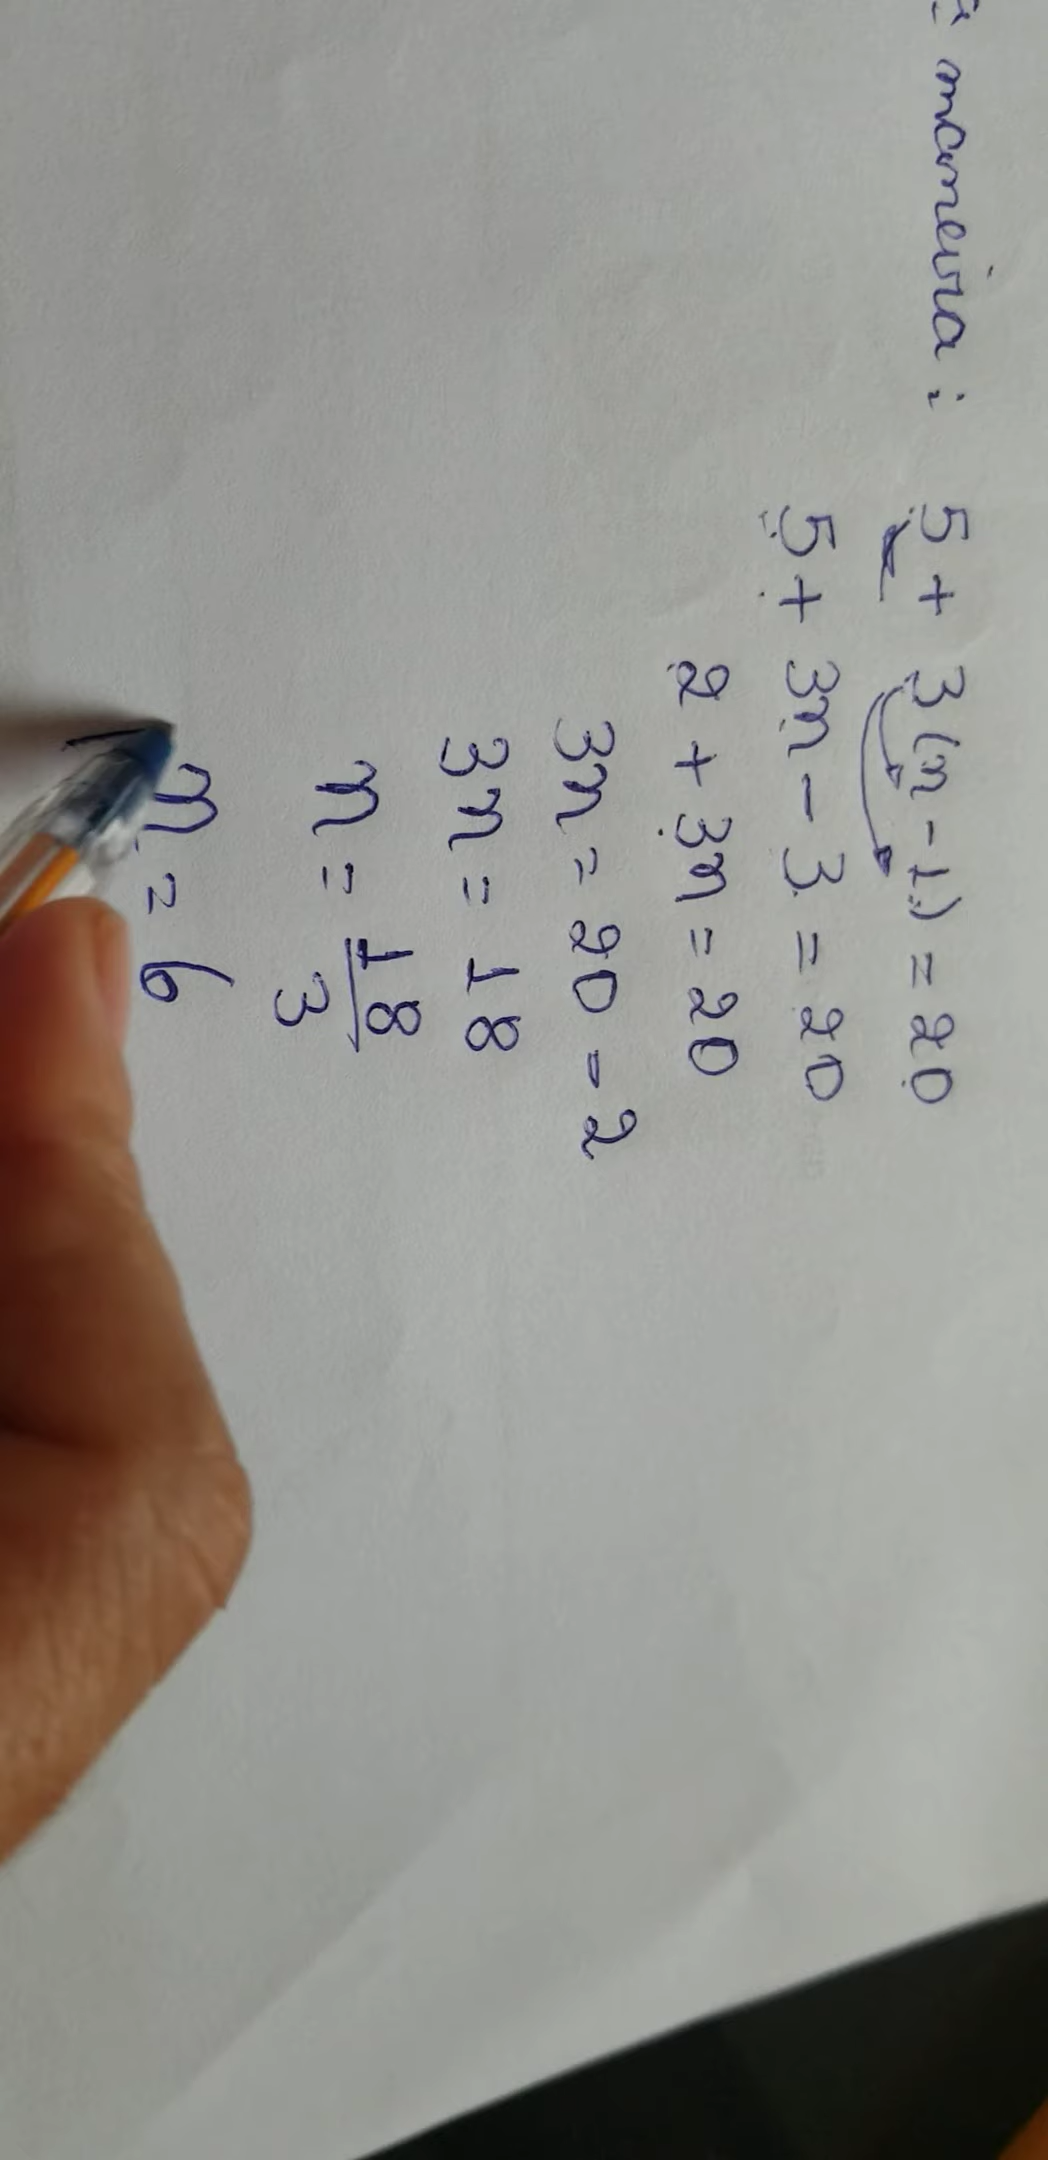 maneira: 5 + 3(n - 1) = 20
5 + 3n - 3 = 20
2 + 3n = 20
3n = 20 - 2
3n = 18
n = 18/3
n = 6